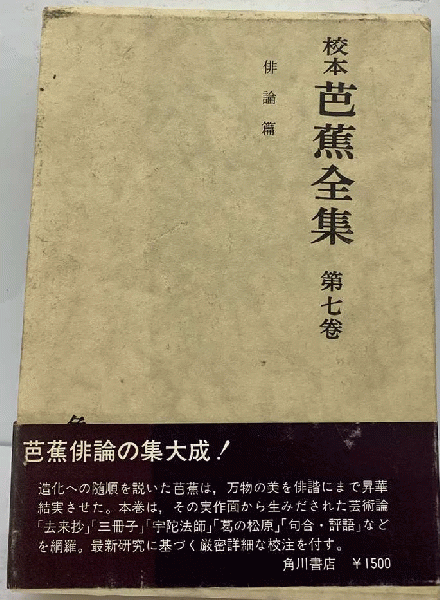 校本 芭蕉全集 第七卷
俳論篇
芭蕉俳論の集大成!
造化への随順を説いた芭蕉は，万物の美を俳諧にまで昇華
結実させた。本巻は，その実作面から生みだされた芸術論
「去来抄」「三冊子」「宇陀法師」「葛の松原」「句合・評語」など
を網羅。最新研究に基づく厳密詳細な校注を付す。
角川書店 ￥1500